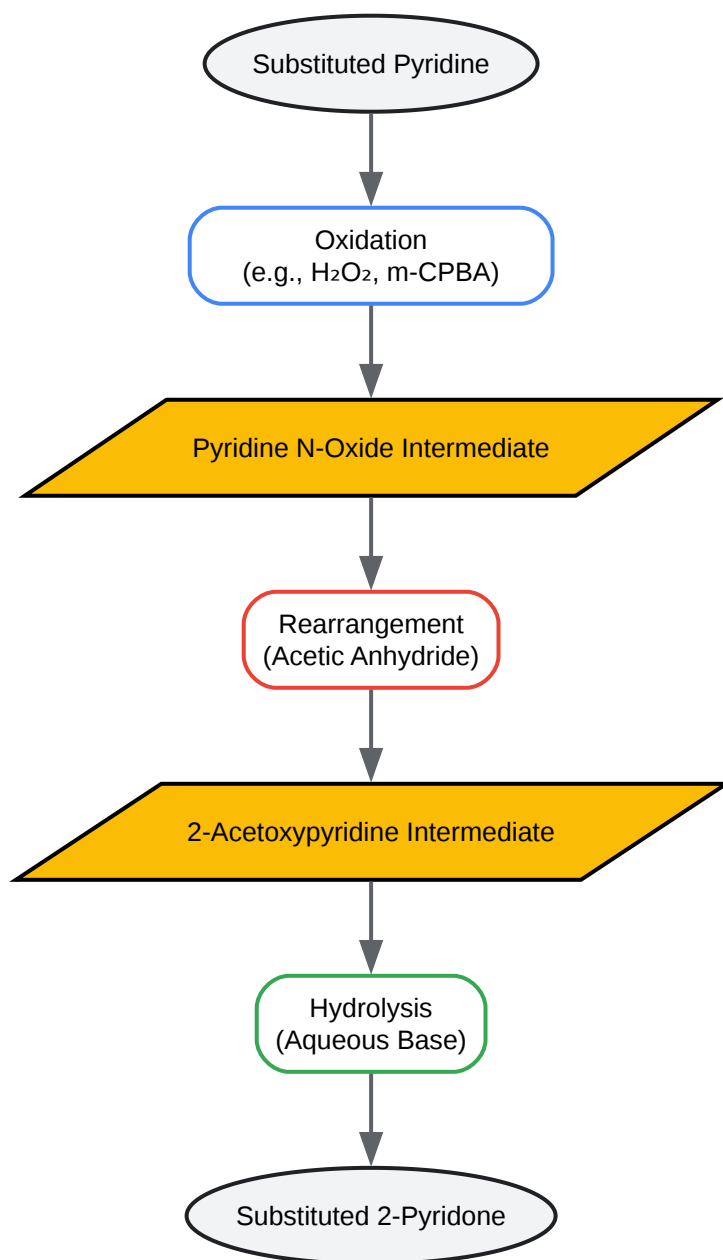 Substituted Pyridine
Oxidation
(e.g., H₂O₂, m-CPBA)
Pyridine N-Oxide Intermediate
Rearrangement
(Acetic Anhydride)
2-Acetoxypyridine Intermediate
Hydrolysis
(Aqueous Base)
Substituted 2-Pyridone